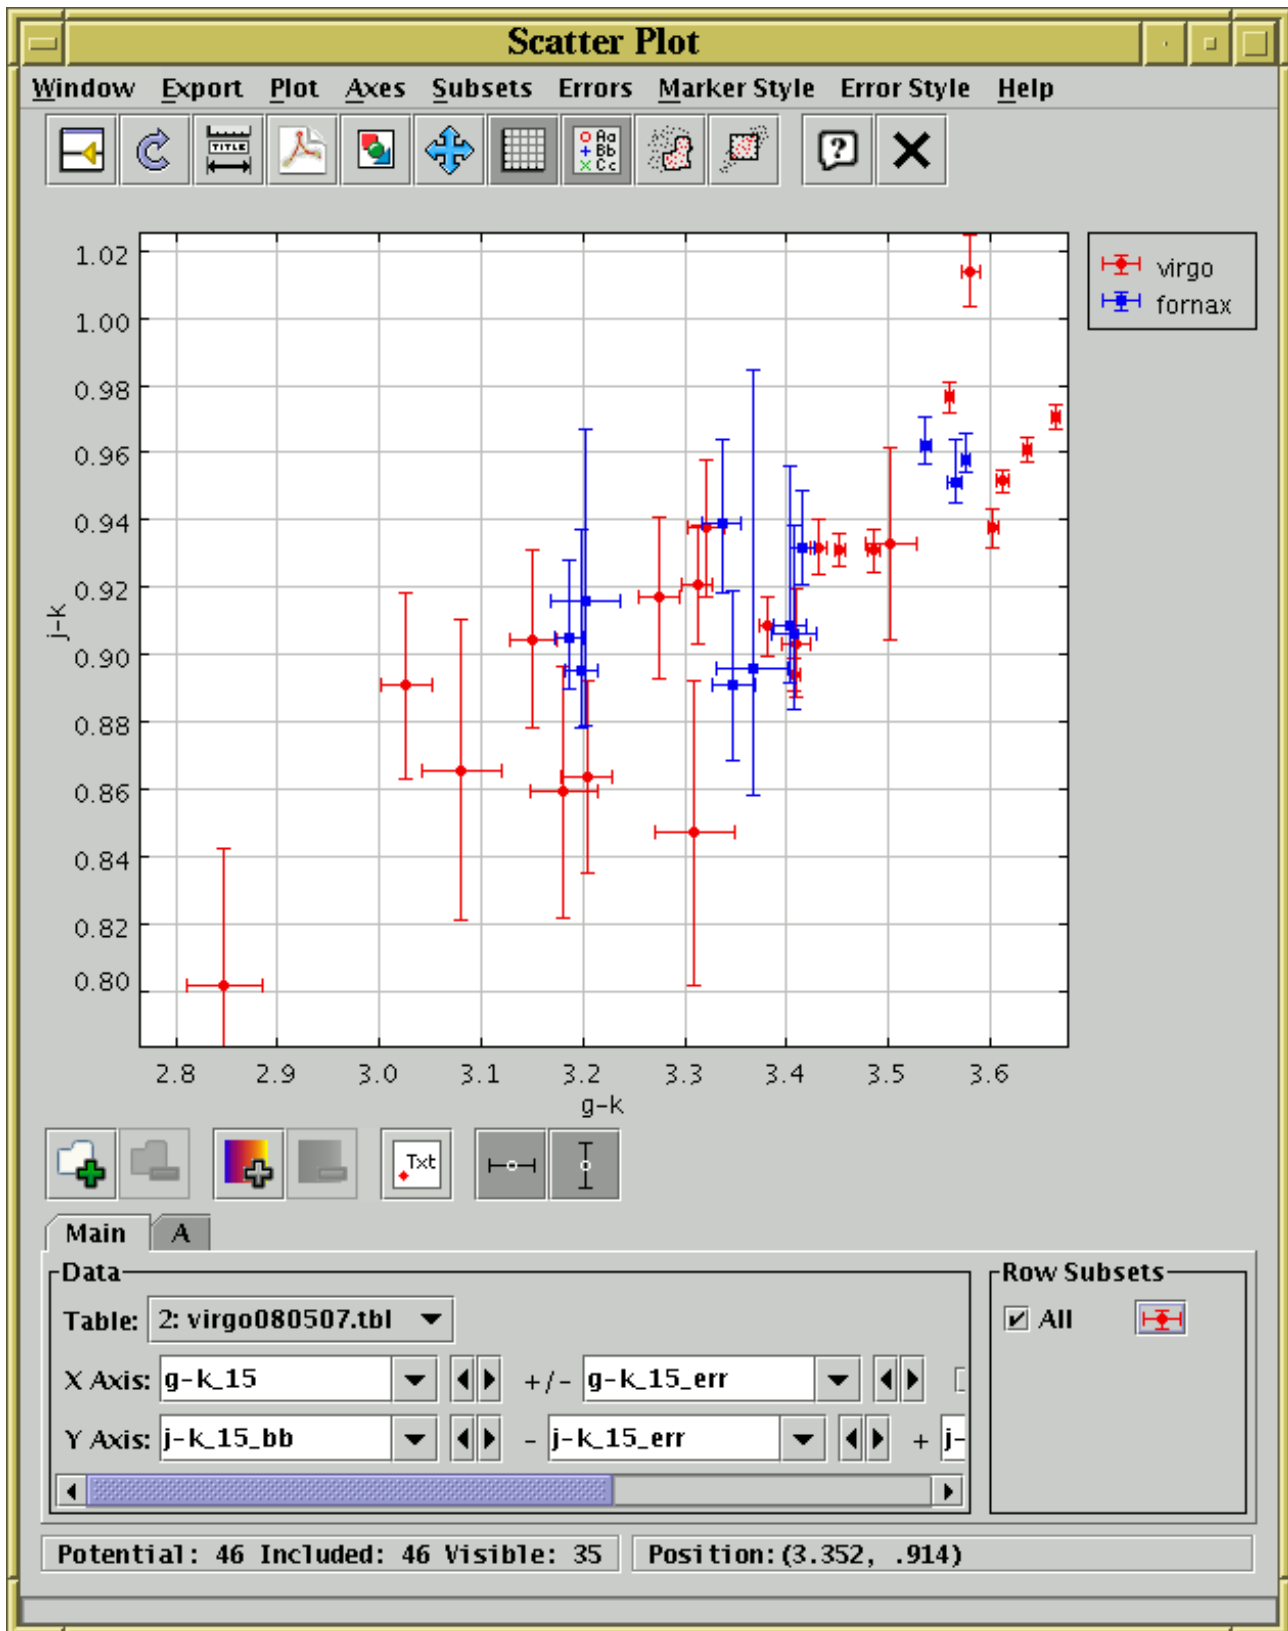 Scatter Plot
Window Export Plot Axes Subsets Errors Marker Style Error Style Help
TITLE
Aa
Bb
Cc
?
virgo
fornax
1.02
1.00
0.98
0.96
0.94
0.92
0.90
0.88
0.86
0.84
0.82
0.80
j-k
2.8 2.9 3.0 3.1 3.2 3.3 3.4 3.5 3.6
g-k
Txt
Main A
Data
Table: 2: virgo080507.tbl
X Axis: g-k_15 +/- g-k_15_err
Y Axis: j-k_15_bb - j-k_15_err + j-
Row Subsets
All
Potential: 46 Included: 46 Visible: 35 Position:(3.352, .914)